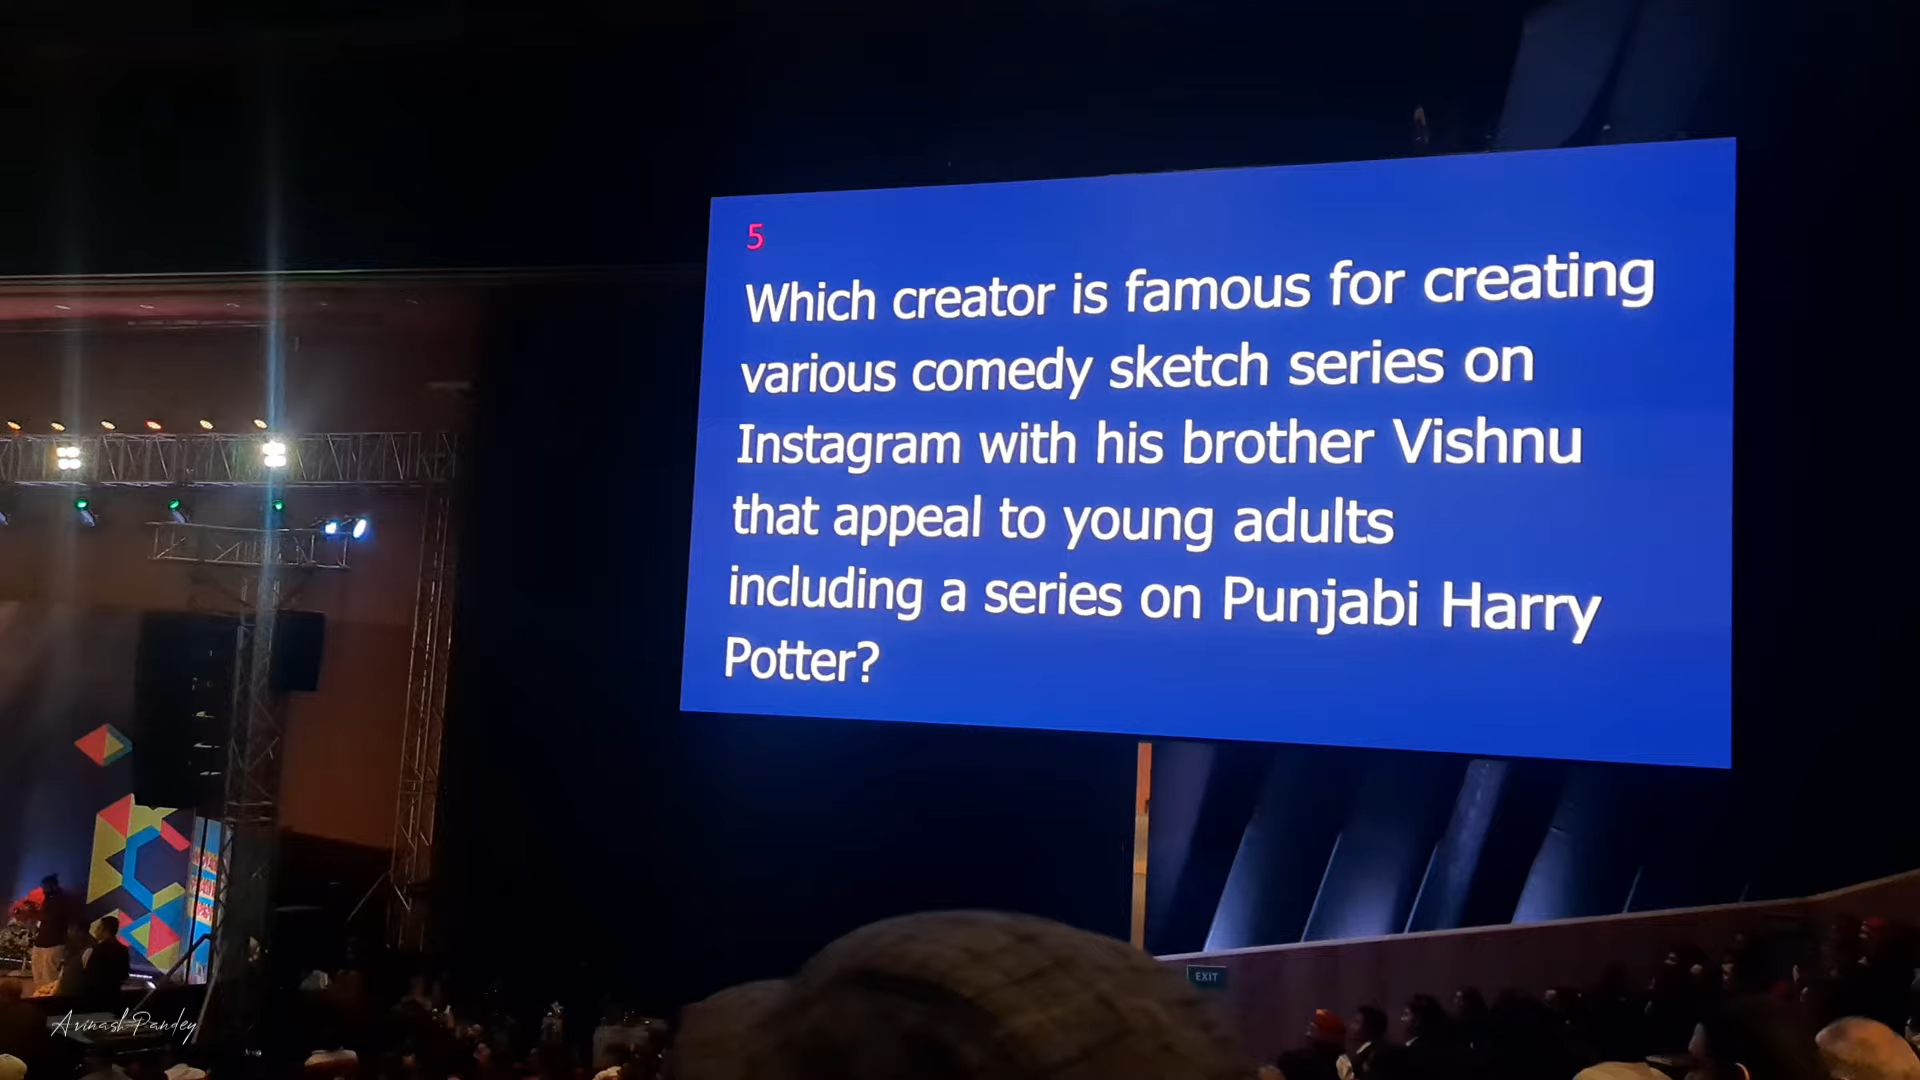 5
Which creator is famous for creating
various comedy sketch series on
Instagram with his brother Vishnu
that appeal to young adults
including a series on Punjabi Harry
Potter?
EXIT
Avinash Pandey